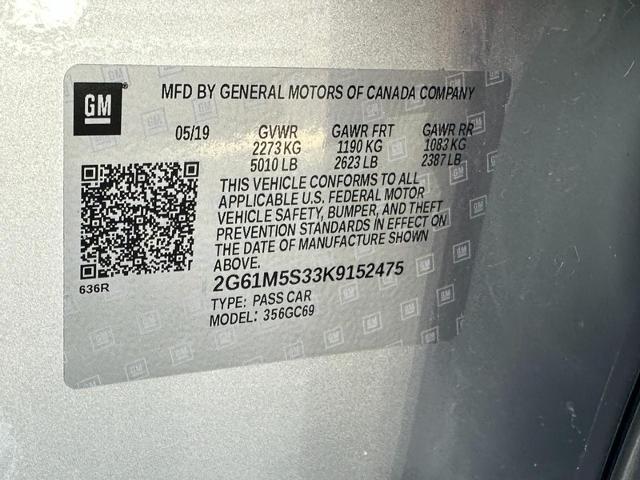 GM
MFD BY GENERAL MOTORS OF CANADA COMPANY
05/19 GVWR GAWR FRT GAWR RR
2273 KG 1190 KG 1083 KG
5010 LB 2623 LB 2387 LB
THIS VEHICLE CONFORMS TO ALL
APPLICABLE U.S. FEDERAL MOTOR
VEHICLE SAFETY, BUMPER, AND THEFT
PREVENTION STANDARDS IN EFFECT ON
THE DATE OF MANUFACTURE SHOWN
ABOVE.
636R
2G61M5S33K9152475
TYPE: PASS CAR
MODEL: 356GC69